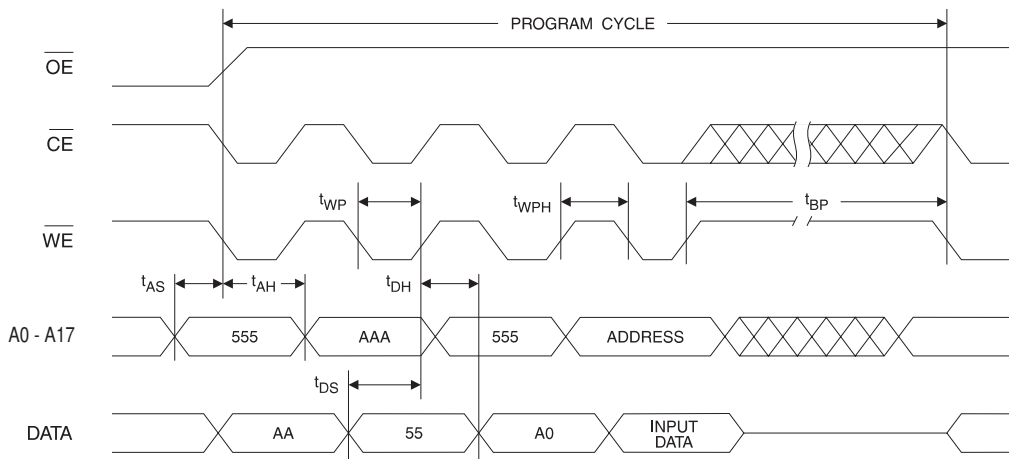 PROGRAM CYCLE
OE
CE
tWP
tWPH
tBP
WE
tAS
tAH
tDH
A0 - A17
555
AAA
555
ADDRESS
tDS
DATA
AA
55
A0
INPUT
DATA